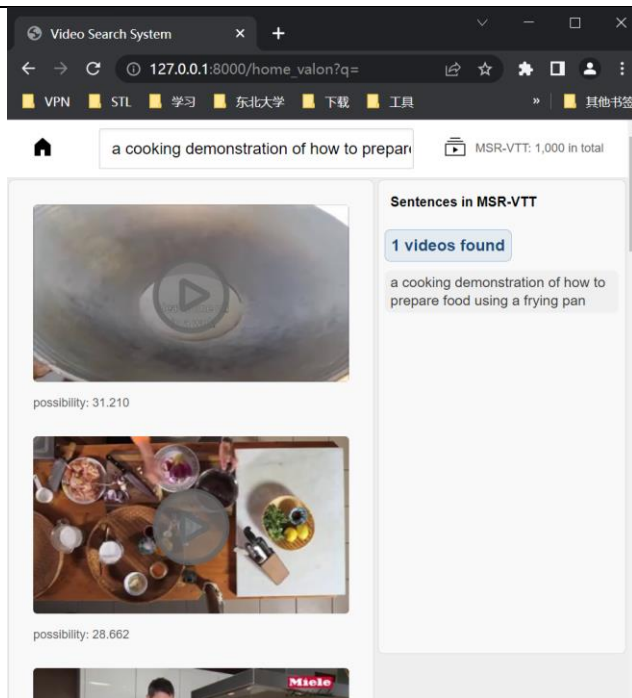 Video Search System
127.0.0.1:8000/home_valon?q=
VPN STL 学习 东北大学 下载 工具 » 其他书签
a cooking demonstration of how to prepare
MSR-VTT: 1,000 in total
Sentences in MSR-VTT
1 videos found
a cooking demonstration of how to
prepare food using a frying pan
possibility: 31.210
possibility: 28.662
Miele